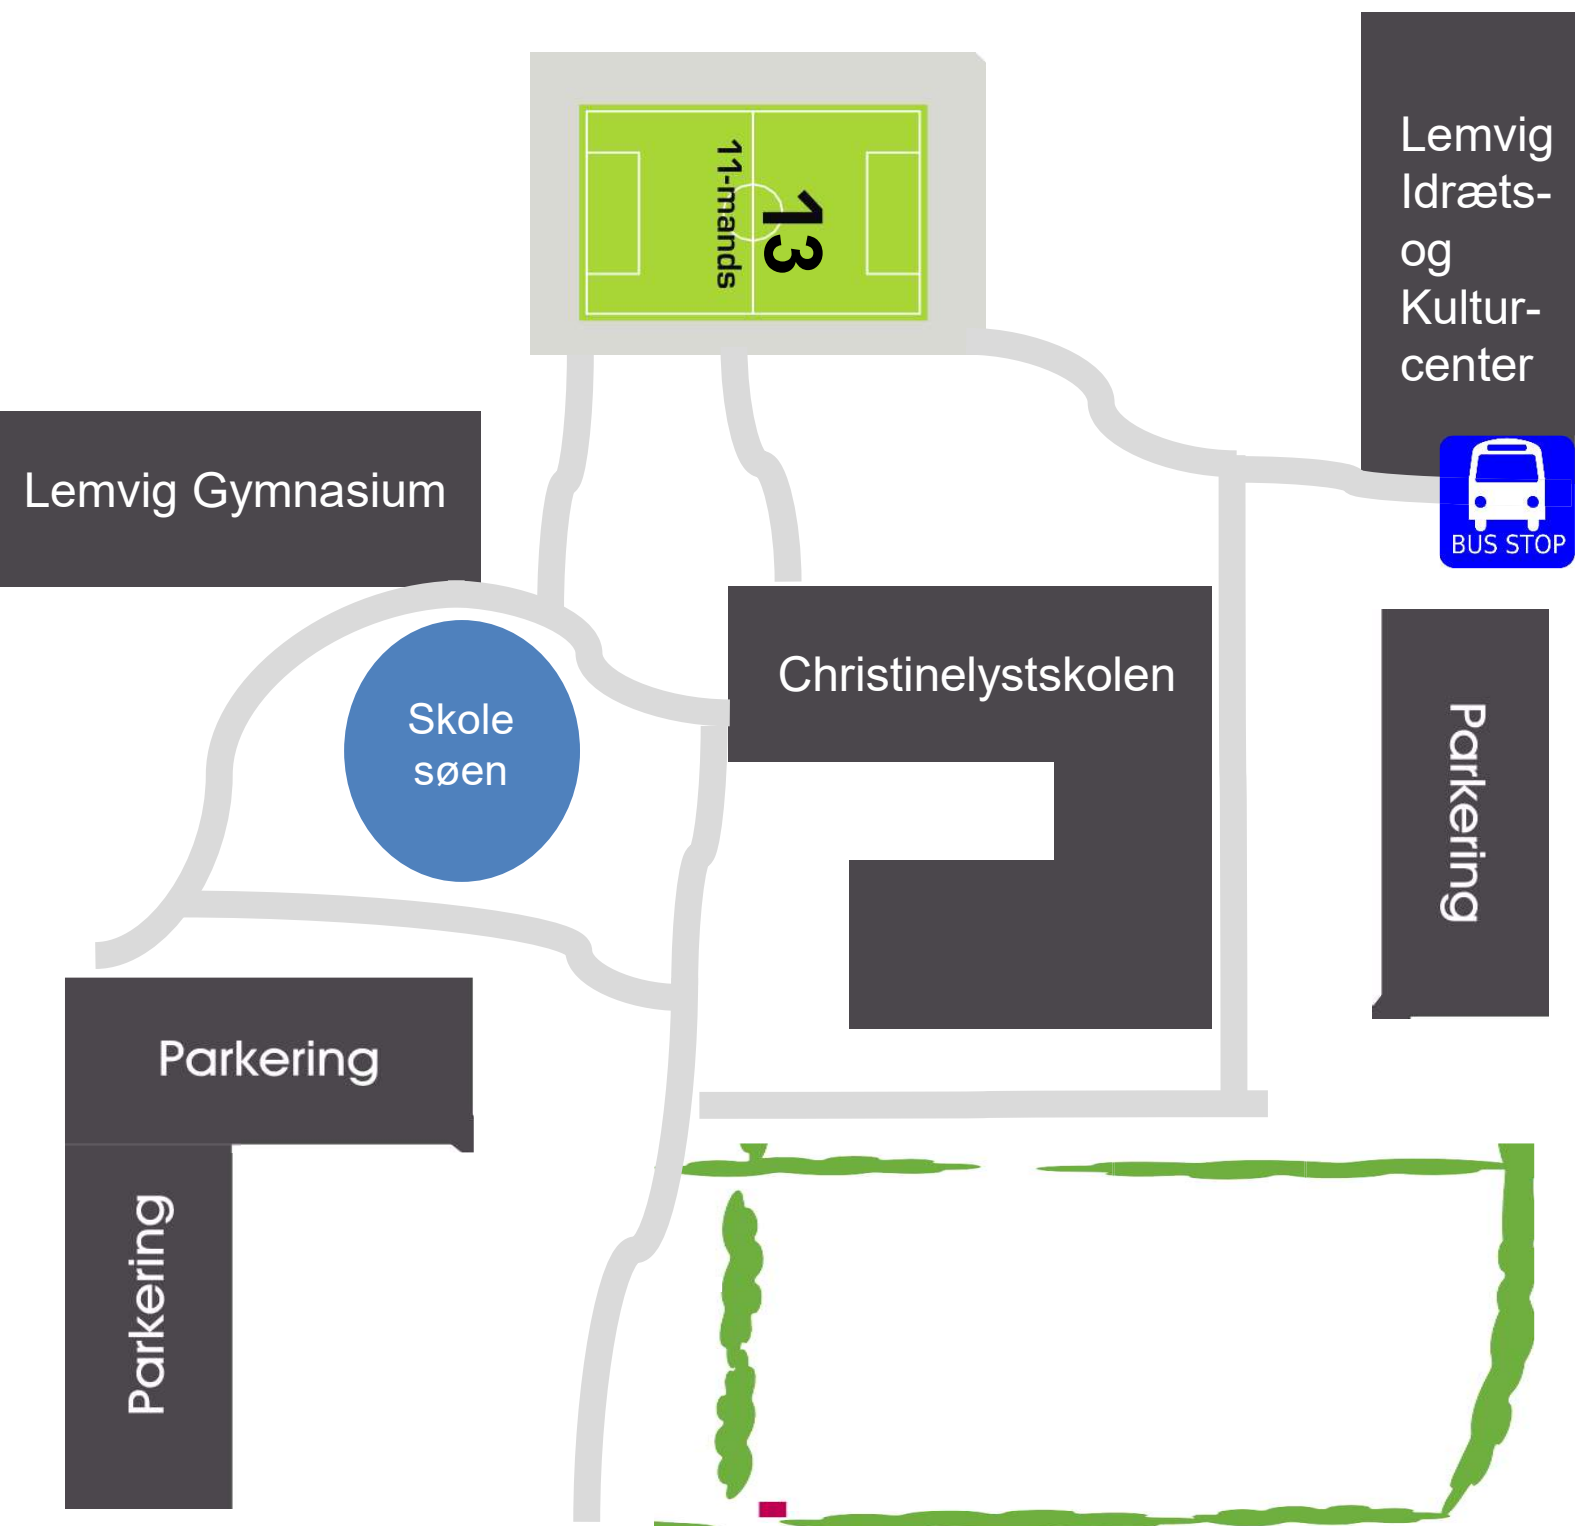 13
11-mands
Lemvig
Idræts-
og
Kultur-
center
BUS STOP
Lemvig Gymnasium
Christinelystskolen
Skole
søen
Parkering
Parkering
Parkering